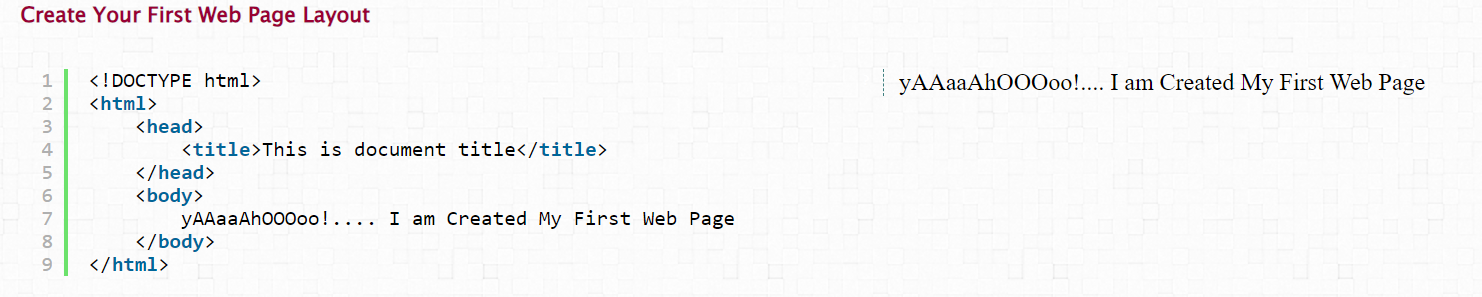 Create Your First Web Page Layout
1 <!DOCTYPE html>
2 <html>
3     <head>
4         <title>This is document title</title>
5     </head>
6     <body>
7         yAAaaAhOOOoo!.... I am Created My First Web Page
8     </body>
9 </html>
yAAaaAhOOOoo!.... I am Created My First Web Page